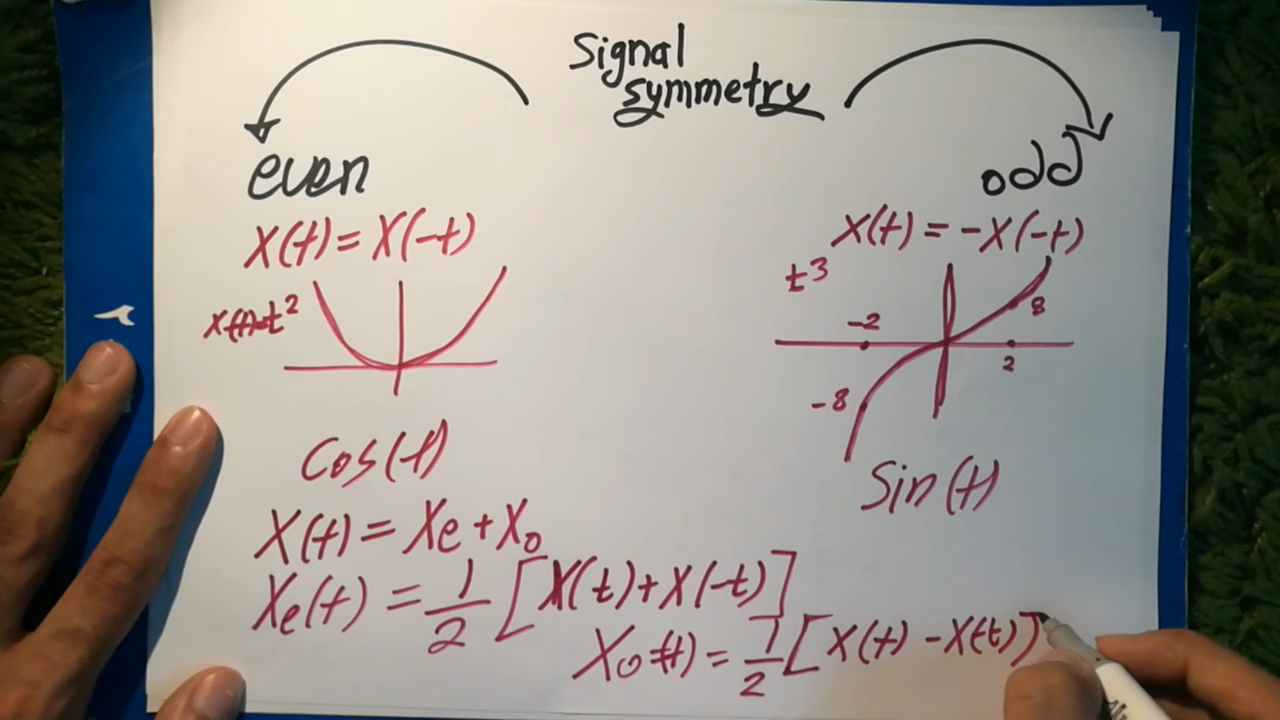 Signal
symmetry
even
odd
X(t) = X(-t)
X(t) = -X(-t)
X(t)=t²
t³
-2
8
2
-8
Cos(t)
Sin(t)
X(t) = Xe + Xo
Xe(t) = 1/2 [X(t) + X(-t)]
Xo(t) = 1/2 [X(t) - X(-t)]